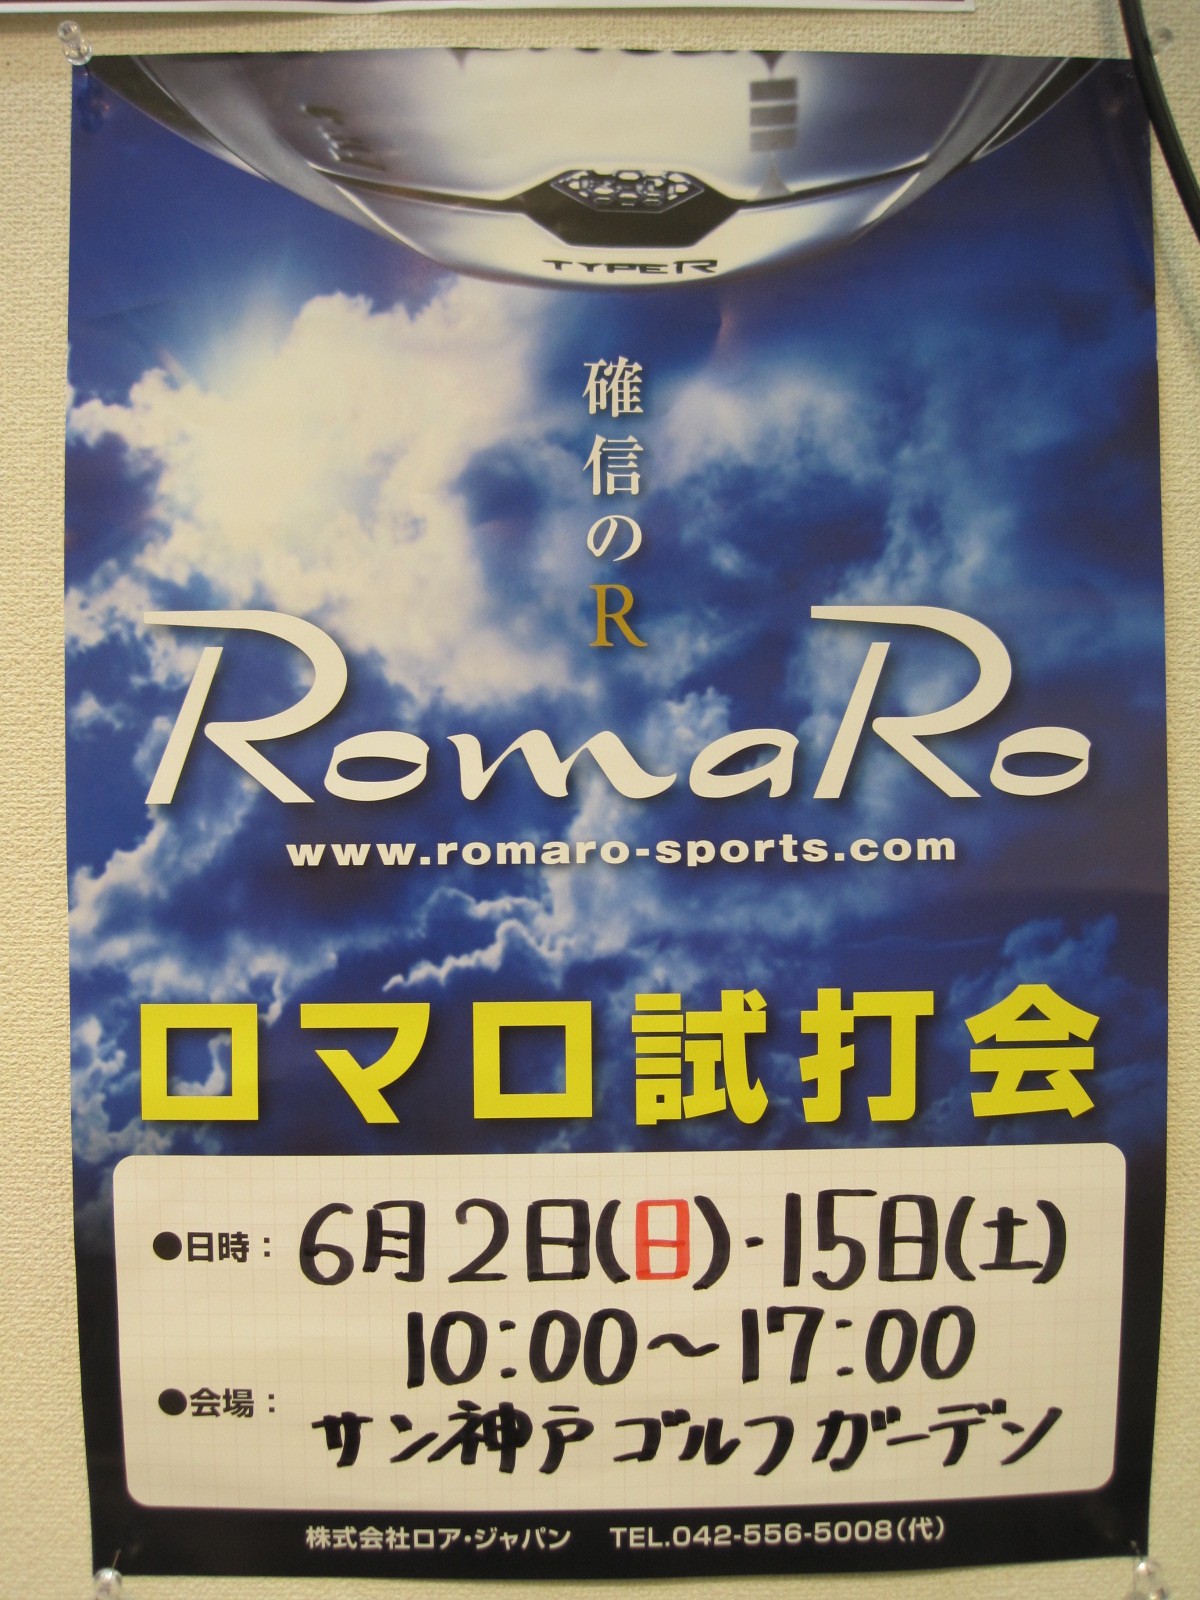 TYPE R
確信のR
RomaRo
www.romaro-sports.com
ロマロ試打会
●日時： 6月2日(日)・15日(土)
10:00～17:00
●会場： サン神戸ゴルフガーデン
株式会社ロア・ジャパン TEL.042-556-5008(代)